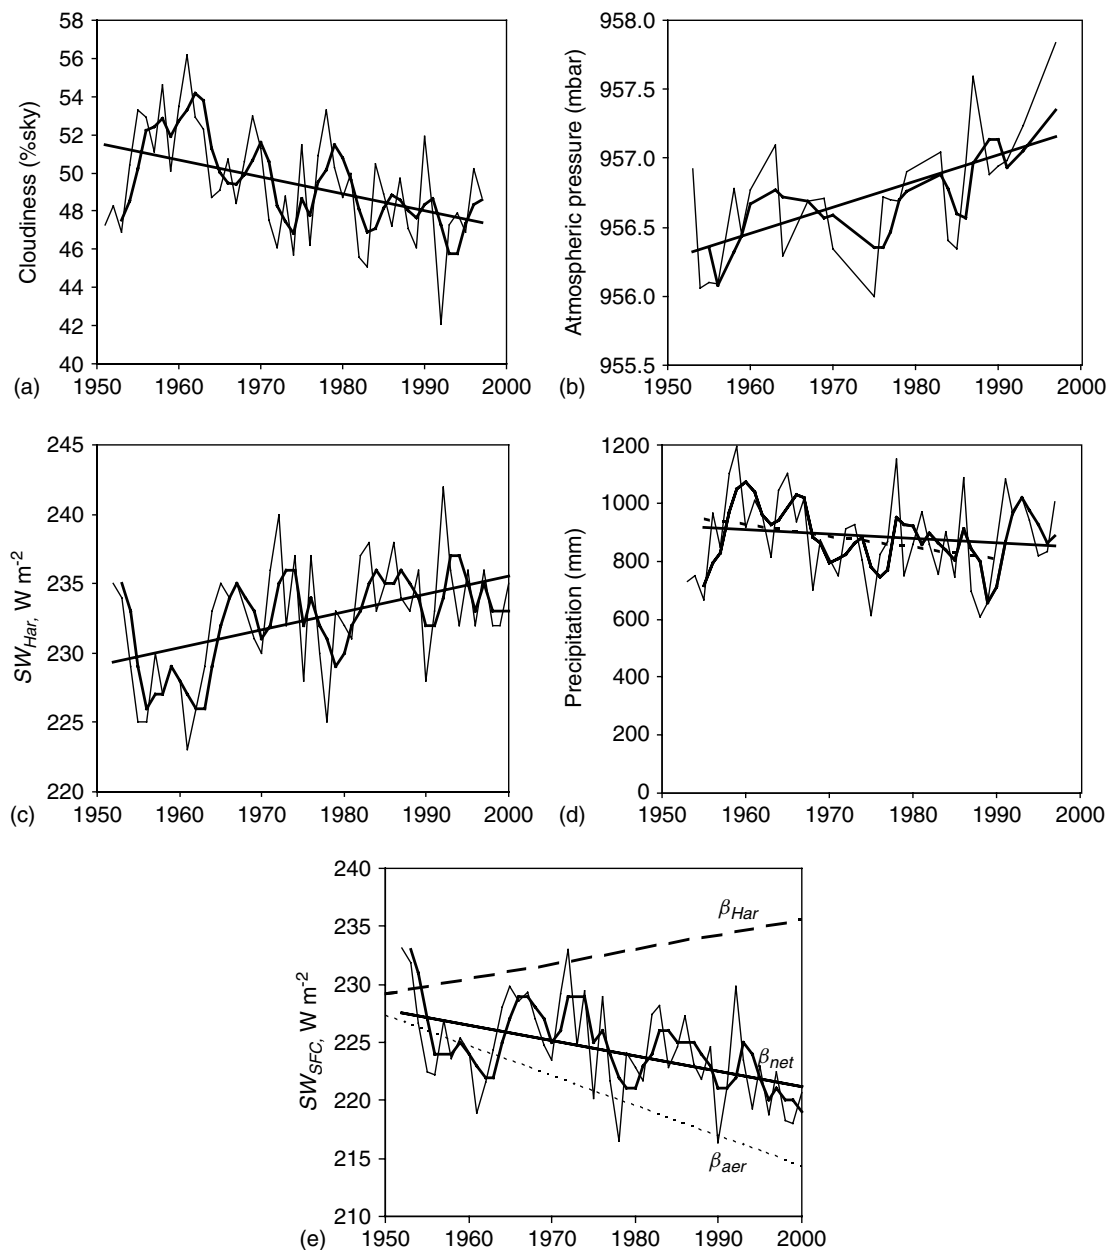 58
56
54
52
50
48
46
44
42
40
Cloudiness (%sky)
1950 1960 1970 1980 1990 2000
(a)
958.0
957.5
957.0
956.5
956.0
955.5
Atmospheric pressure (mbar)
1950 1960 1970 1980 1990 2000
(b)
245
240
235
230
225
220
SW_Har, W m-2
1950 1960 1970 1980 1990 2000
(c)
1200
1000
800
600
400
200
0
Precipitation (mm)
1950 1960 1970 1980 1990 2000
(d)
240
235
230
225
220
215
210
SW_SFC, W m-2
β_Har
β_net
β_aer
1950 1960 1970 1980 1990 2000
(e)